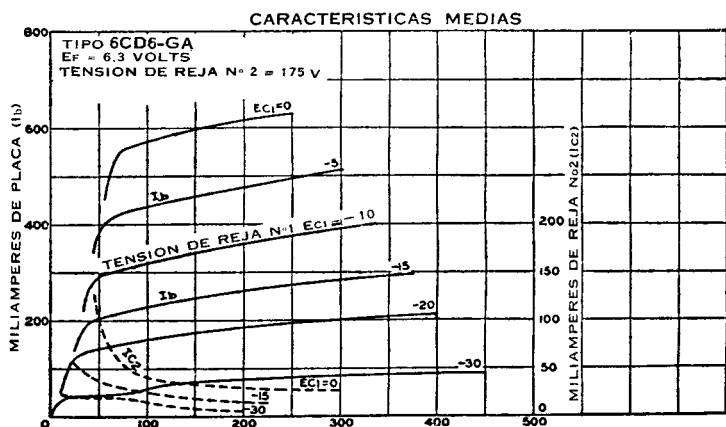 CARACTERISTICAS MEDIAS
TIPO 6CD6-GA
EF = 6.3 VOLTS
TENSION DE REJA Nº 2 = 175 V
MILIAMPERES DE PLACA (Ib)
800
600
400
200
0
EC1=0
-5
Ib
TENSION DE REJA Nº1 EC1=-10
-15
Ib
-20
-30
IC2
EC1=0
-15
-30
200
150
100
50
0
MILIAMPERES DE REJA No2 (Ic2)
0
100
200
300
400
500